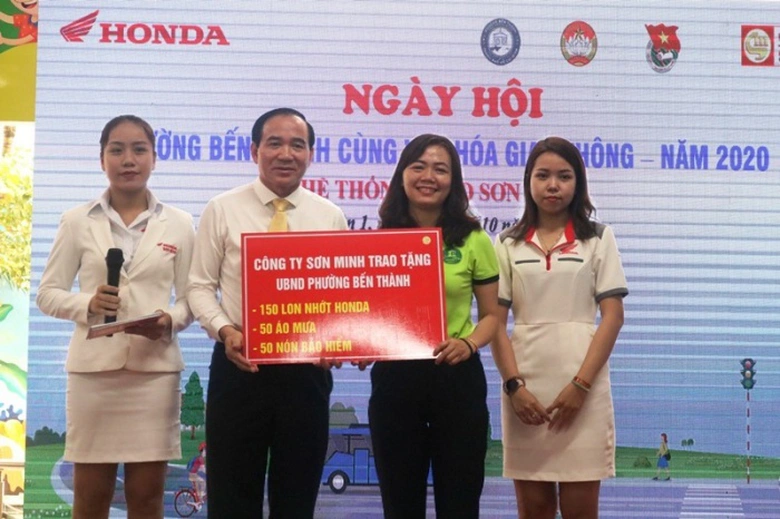 HONDA
NGÀY HỘI
BẾN CÙNG HÓA GIAO THÔNG – NĂM 2020
HỆ THỐNG SƠN
10
CÔNG TY SƠN MINH TRAO TẶNG
UBND PHƯỜNG BẾN THÀNH
- 150 LON NHỚT HONDA
- 50 ÁO MƯA
- 50 NÓN BẢO HIỂM